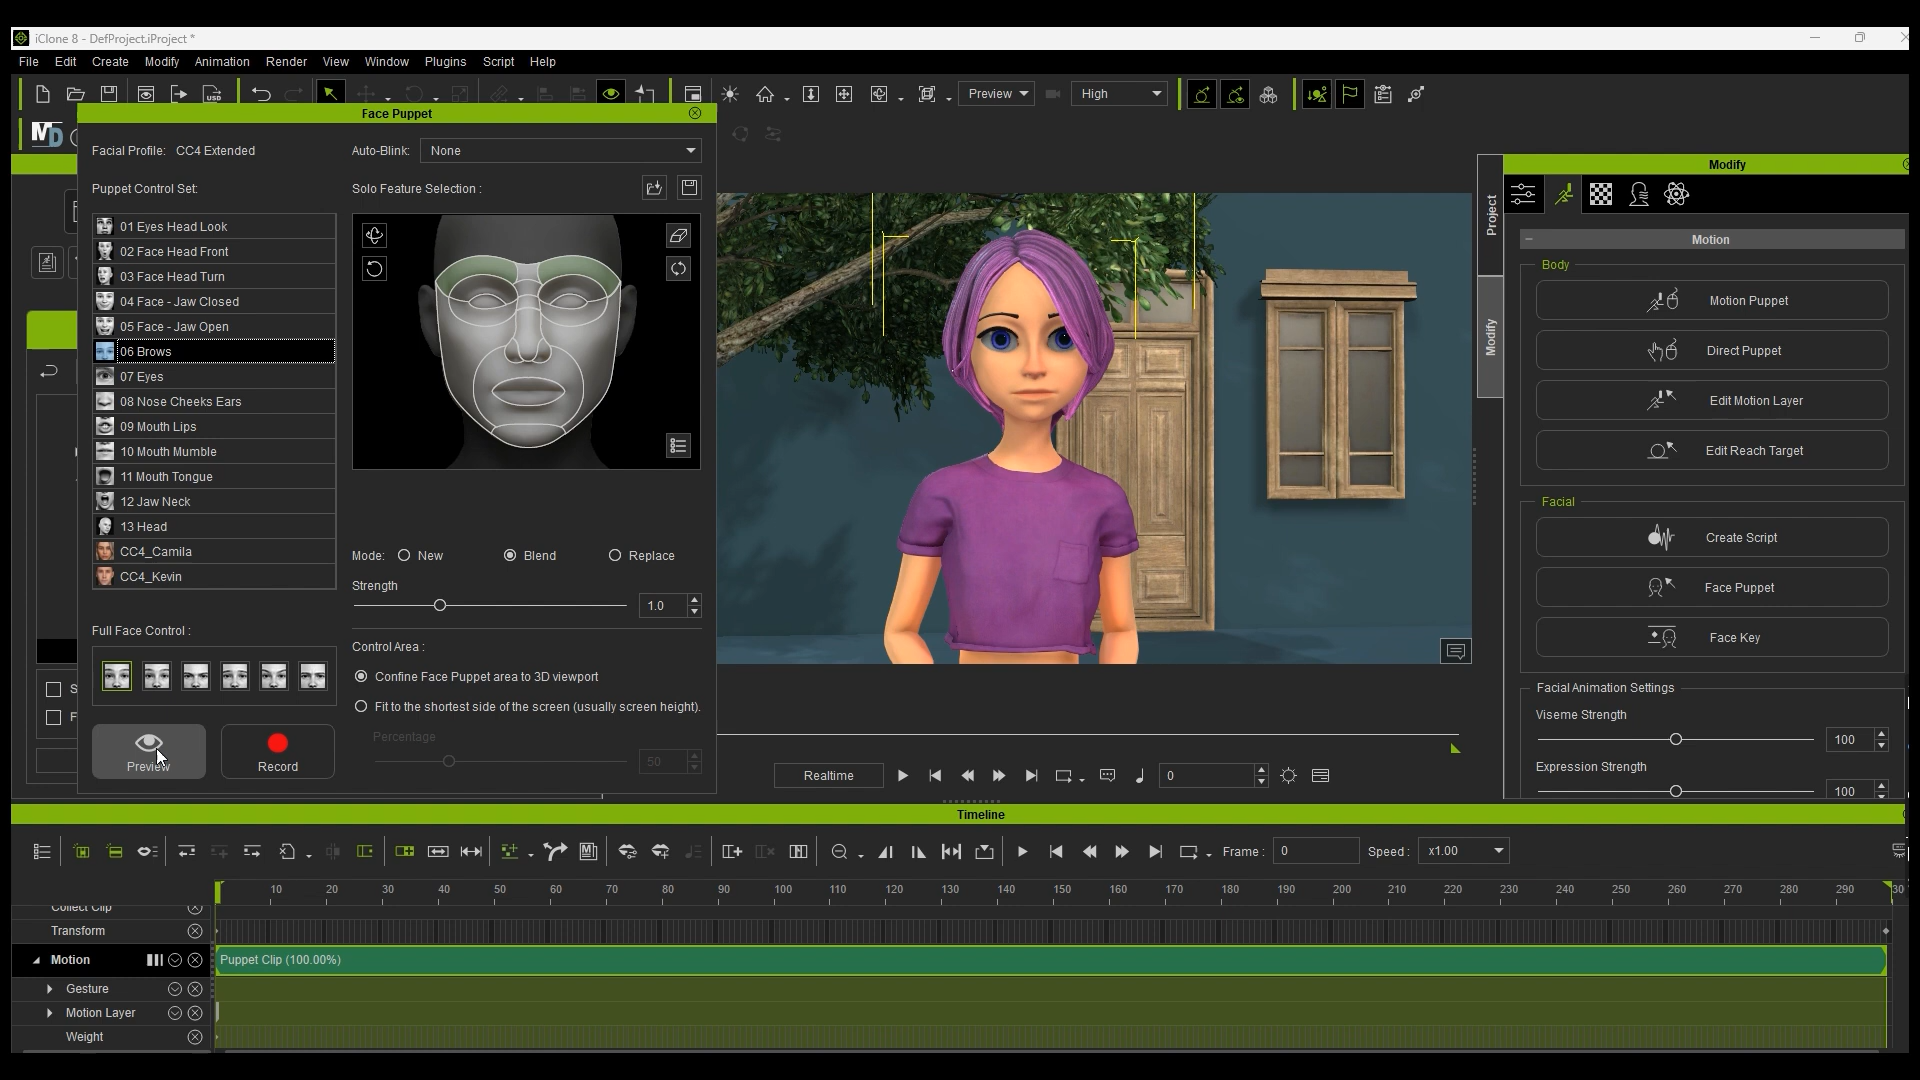 iClone 8 - DefProject.iProject *
File Edit Create Modify Animation Render View Window Plugins Script Help
USD Preview High
MD
Face Puppet
Modify
Facial Profile: CC4 Extended
Auto-Blink: None
Puppet Control Set:
Solo Feature Selection :
01 Eyes Head Look
02 Face Head Front
03 Face Head Turn
04 Face - Jaw Closed
05 Face - Jaw Open
06 Brows
07 Eyes
08 Nose Cheeks Ears
09 Mouth Lips
10 Mouth Mumble
11 Mouth Tongue
12 Jaw Neck
13 Head
CC4_Camila
CC4_Kevin
Mode: New Blend Replace
Strength
1.0
Full Face Control :
Control Area :
Confine Face Puppet area to 3D viewport
Fit to the shortest side of the screen (usually screen height).
Percentage
50
Preview
Record
S
F
Project
Modify
Motion
Body
Motion Puppet
Direct Puppet
Edit Motion Layer
Edit Reach Target
Facial
Create Script
Face Puppet
Face Key
Facial Animation Settings
Viseme Strength
100
Expression Strength
100
Realtime
0
Timeline
Frame : 0 Speed : x1.00
10 20 30 40 50 60 70 80 90 100 110 120 130 140 150 160 170 180 190 200 210 220 230 240 250 260 270 280 290 30
Collect Clip
Transform
Motion
Puppet Clip (100.00%)
Gesture
Motion Layer
Weight